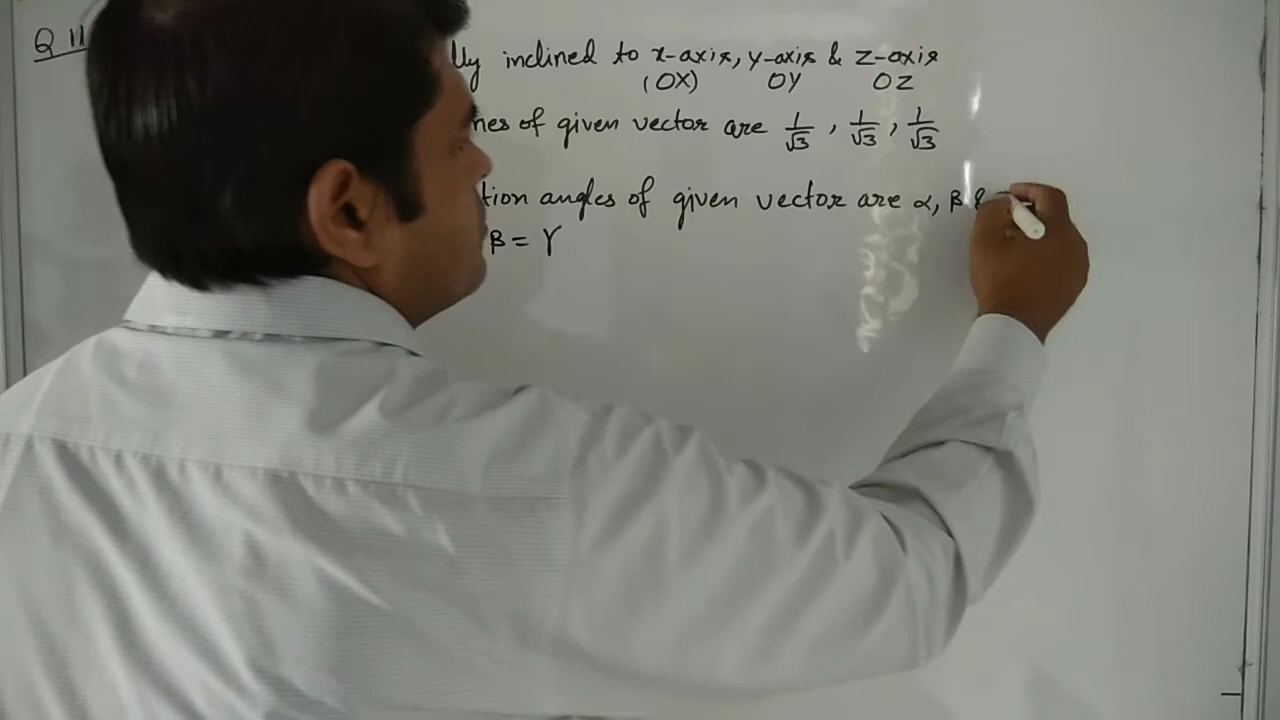 Q 11
lly inclined to x-axis, y-axis & z-axis
(OX) OY OZ
nes of given vector are 1/√3 , 1/√3 , 1/√3
tion angles of given vector are α, β &
β = γ